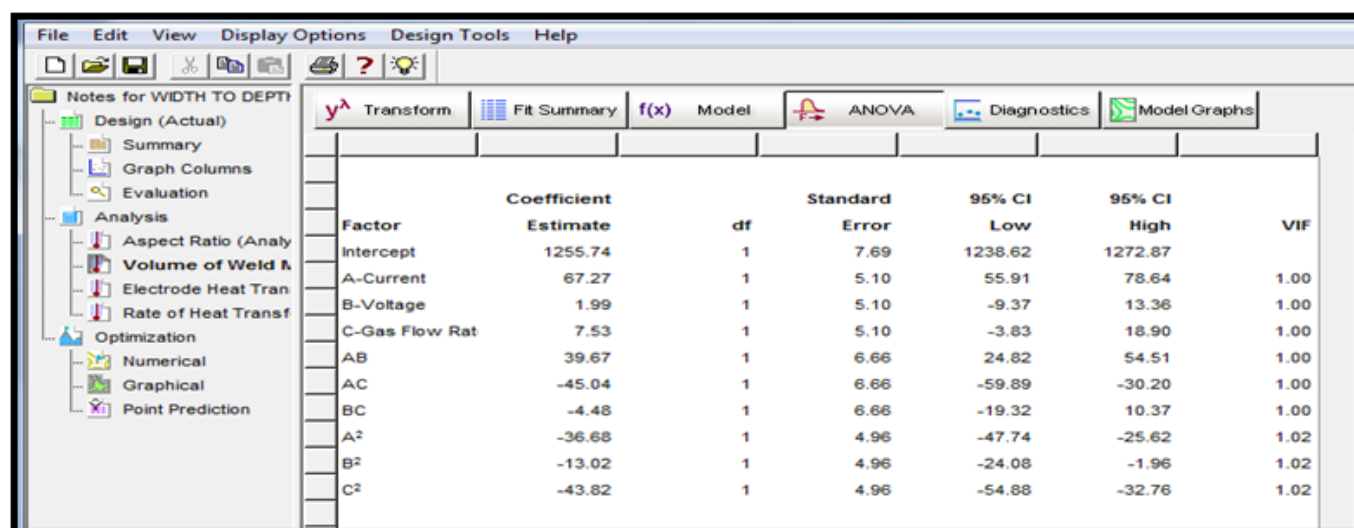 File Edit View Display Options Design Tools Help
Notes for WIDTH TO DEPTH
Design (Actual)
Summary
Graph Columns
Evaluation
Analysis
Aspect Ratio (Analy
Volume of Weld M
Electrode Heat Tran
Rate of Heat Transf
Optimization
Numerical
Graphical
Point Prediction
yλ Transform Fit Summary f(x) Model ANOVA Diagnostics Model Graphs
Coefficient Standard 95% CI 95% CI
Factor Estimate df Error Low High VIF
Intercept 1255.74 1 7.69 1238.62 1272.87
A-Current 67.27 1 5.10 55.91 78.64 1.00
B-Voltage 1.99 1 5.10 -9.37 13.36 1.00
C-Gas Flow Rat 7.53 1 5.10 -3.83 18.90 1.00
AB 39.67 1 6.66 24.82 54.51 1.00
AC -45.04 1 6.66 -59.89 -30.20 1.00
BC -4.48 1 6.66 -19.32 10.37 1.00
A² -36.68 1 4.96 -47.74 -25.62 1.02
B² -13.02 1 4.96 -24.08 -1.96 1.02
C² -43.82 1 4.96 -54.88 -32.76 1.02